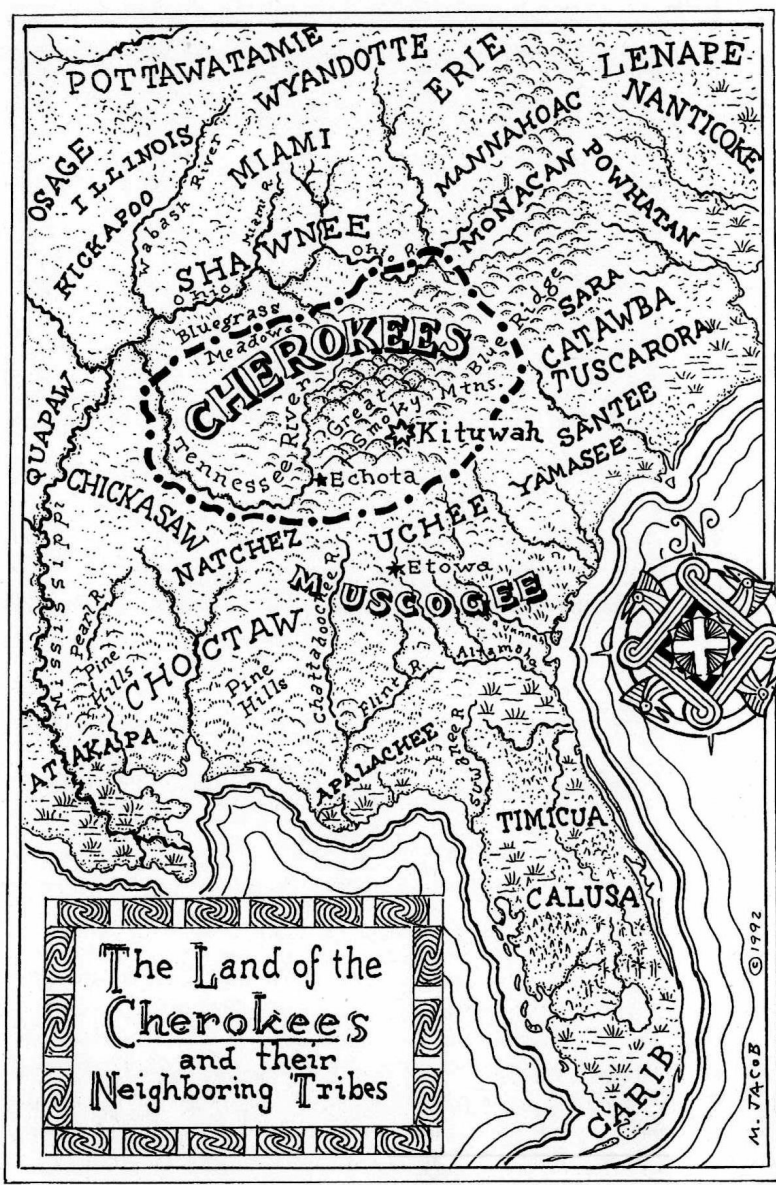 POTTAWATAMIE
WYANDOTTE
ERIE
LENAPE
NANTICOKE
OSAGE
ILLINOIS
KICKAPOO
Wabash River
MIAMI
Miami R.
MANNAHOAC
MONACAN
POWHATAN
SHAWNEE
Ohio
Ohio R.
Bluegrass
Meadows
CHEROKEES
Blue Ridge
SARA
CATAWBA
TUSCARORA
Great
Smoky
Mtns.
Kituwah
SANTEE
YAMASEE
QUAPAW
Tennessee River
Echota
CHICKASAW
NATCHEZ
UCHEE
Etowa
MUSCOGEE
N
Mississippi
Pearl R.
Pine
Hills
CHOCTAW
Pine
Hills
Chattahoochee R
Flint R
Altamaha
ATAKAPA
APALACHEE
Suwanee R
TIMICUA
CALUSA
CARIB
The Land of the
Cherokees
and their
Neighboring Tribes
M. JACOB ©1992